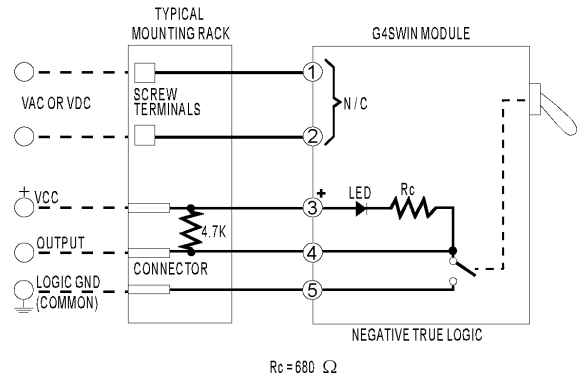 TYPICAL
MOUNTING RACK
G4SWIN MODULE
1
VAC OR VDC
SCREW
TERMINALS
N / C
2
+
VCC
+
LED
Rc
3
4.7K
OUTPUT
4
CONNECTOR
LOGIC GND
(COMMON)
5
NEGATIVE TRUE LOGIC
Rc = 680 Ω